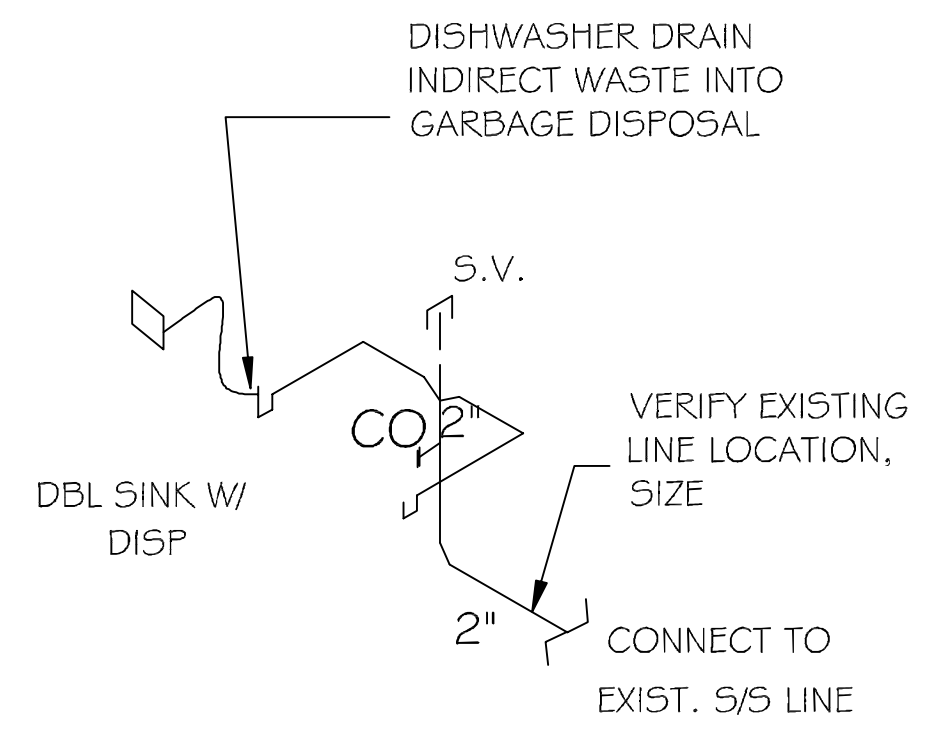 DISHWASHER DRAIN
INDIRECT WASTE INTO
GARBAGE DISPOSAL
S.V.
CO 2"
VERIFY EXISTING
LINE LOCATION,
SIZE
DBL SINK W/
DISP
2"
CONNECT TO
EXIST. S/S LINE